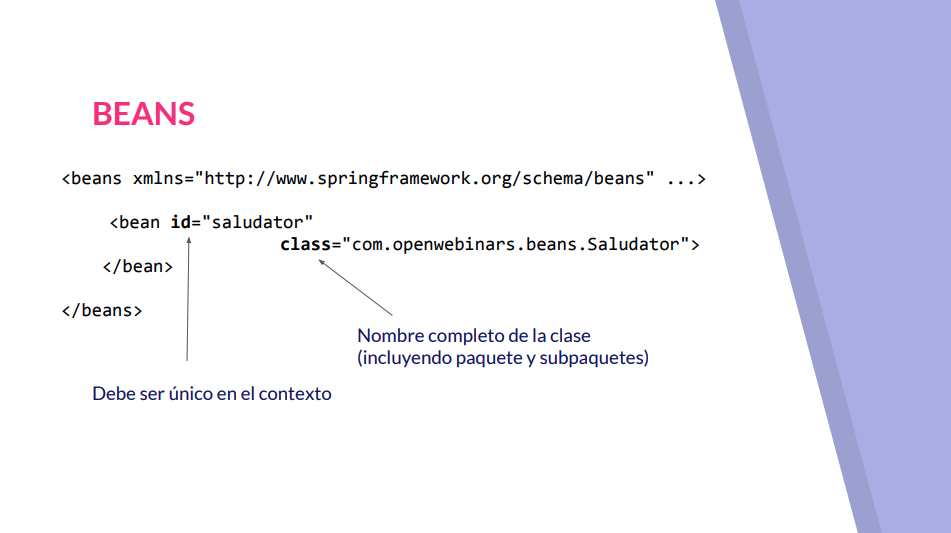 BEANS
<beans xmlns="http://www.springframework.org/schema/beans" ...>
<bean id="saludator"
class="com.openwebinars.beans.Saludator">
</bean>
</beans>
Nombre completo de la clase
(incluyendo paquete y subpaquetes)
Debe ser único en el contexto